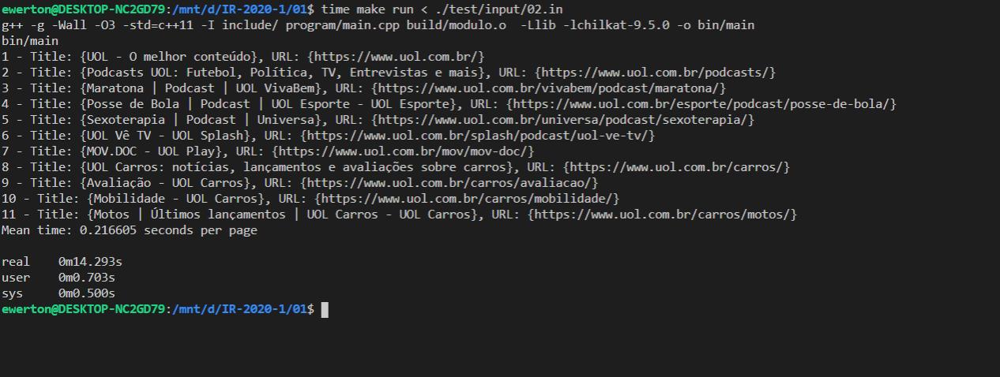 ewerton@DESKTOP-NC2GD79:/mnt/d/IR-2020-1/01$ time make run < ./test/input/02.in
g++ -g -Wall -O3 -std=c++11 -I include/ program/main.cpp build/modulo.o  -Llib -lchilkat-9.5.0 -o bin/main
bin/main
1 - Title: {UOL - O melhor conteúdo}, URL: {https://www.uol.com.br/}
2 - Title: {Podcasts UOL: Futebol, Política, TV, Entrevistas e mais}, URL: {https://www.uol.com.br/podcasts/}
3 - Title: {Maratona | Podcast | UOL VivaBem}, URL: {https://www.uol.com.br/vivabem/podcast/maratona/}
4 - Title: {Posse de Bola | Podcast | UOL Esporte - UOL Esporte}, URL: {https://www.uol.com.br/esporte/podcast/posse-de-bola/}
5 - Title: {Sexoterapia | Podcast | Universa}, URL: {https://www.uol.com.br/universa/podcast/sexoterapia/}
6 - Title: {UOL Vê TV - UOL Splash}, URL: {https://www.uol.com.br/splash/podcast/uol-ve-tv/}
7 - Title: {MOV.DOC - UOL Play}, URL: {https://www.uol.com.br/mov/mov-doc/}
8 - Title: {UOL Carros: notícias, lançamentos e avaliações sobre carros}, URL: {https://www.uol.com.br/carros/}
9 - Title: {Avaliação - UOL Carros}, URL: {https://www.uol.com.br/carros/avaliacao/}
10 - Title: {Mobilidade - UOL Carros}, URL: {https://www.uol.com.br/carros/mobilidade/}
11 - Title: {Motos | Últimos lançamentos | UOL Carros - UOL Carros}, URL: {https://www.uol.com.br/carros/motos/}
Mean time: 0.216605 seconds per page
real    0m14.293s
user    0m0.703s
sys     0m0.500s
ewerton@DESKTOP-NC2GD79:/mnt/d/IR-2020-1/01$